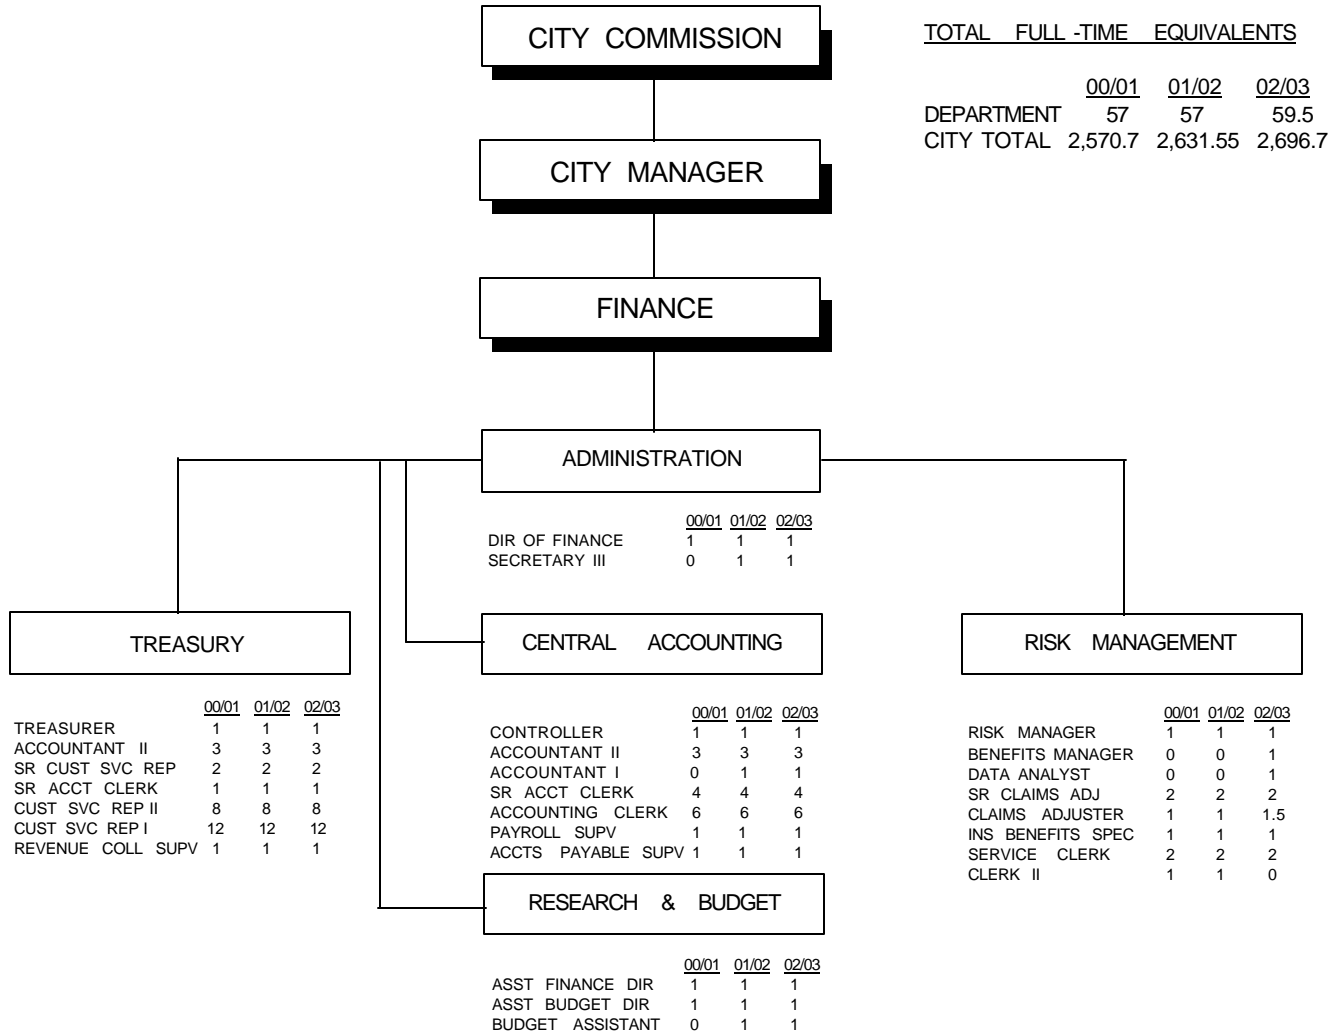 CITY COMMISSION
TOTAL FULL -TIME EQUIVALENTS
00/01 01/02 02/03
DEPARTMENT 57 57 59.5
CITY TOTAL 2,570.7 2,631.55 2,696.7
CITY MANAGER
FINANCE
ADMINISTRATION
00/01 01/02 02/03
DIR OF FINANCE 1 1 1
SECRETARY III 0 1 1
TREASURY
00/01 01/02 02/03
TREASURER 1 1 1
ACCOUNTANT II 3 3 3
SR CUST SVC REP 2 2 2
SR ACCT CLERK 1 1 1
CUST SVC REP II 8 8 8
CUST SVC REP I 12 12 12
REVENUE COLL SUPV 1 1 1
CENTRAL ACCOUNTING
00/01 01/02 02/03
CONTROLLER 1 1 1
ACCOUNTANT II 3 3 3
ACCOUNTANT I 0 1 1
SR ACCT CLERK 4 4 4
ACCOUNTING CLERK 6 6 6
PAYROLL SUPV 1 1 1
ACCTS PAYABLE SUPV 1 1 1
RESEARCH & BUDGET
00/01 01/02 02/03
ASST FINANCE DIR 1 1 1
ASST BUDGET DIR 1 1 1
BUDGET ASSISTANT 0 1 1
RISK MANAGEMENT
00/01 01/02 02/03
RISK MANAGER 1 1 1
BENEFITS MANAGER 0 0 1
DATA ANALYST 0 0 1
SR CLAIMS ADJ 2 2 2
CLAIMS ADJUSTER 1 1 1.5
INS BENEFITS SPEC 1 1 1
SERVICE CLERK 2 2 2
CLERK II 1 1 0